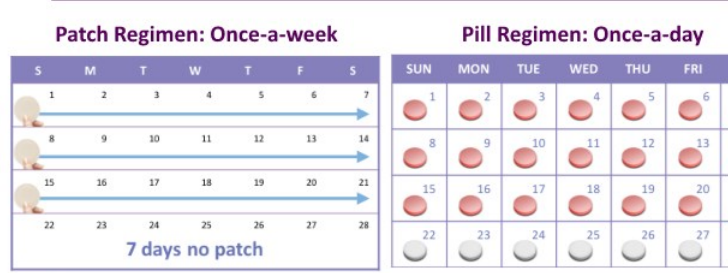 Patch Regimen: Once-a-week
S M T W T F S
1 2 3 4 5 6 7
8 9 10 11 12 13 14
15 16 17 18 19 20 21
22 23 24 25 26 27 28
7 days no patch
Pill Regimen: Once-a-day
SUN MON TUE WED THU FRI
1 2 3 4 5 6
8 9 10 11 12 13
15 16 17 18 19 20
22 23 24 25 26 27